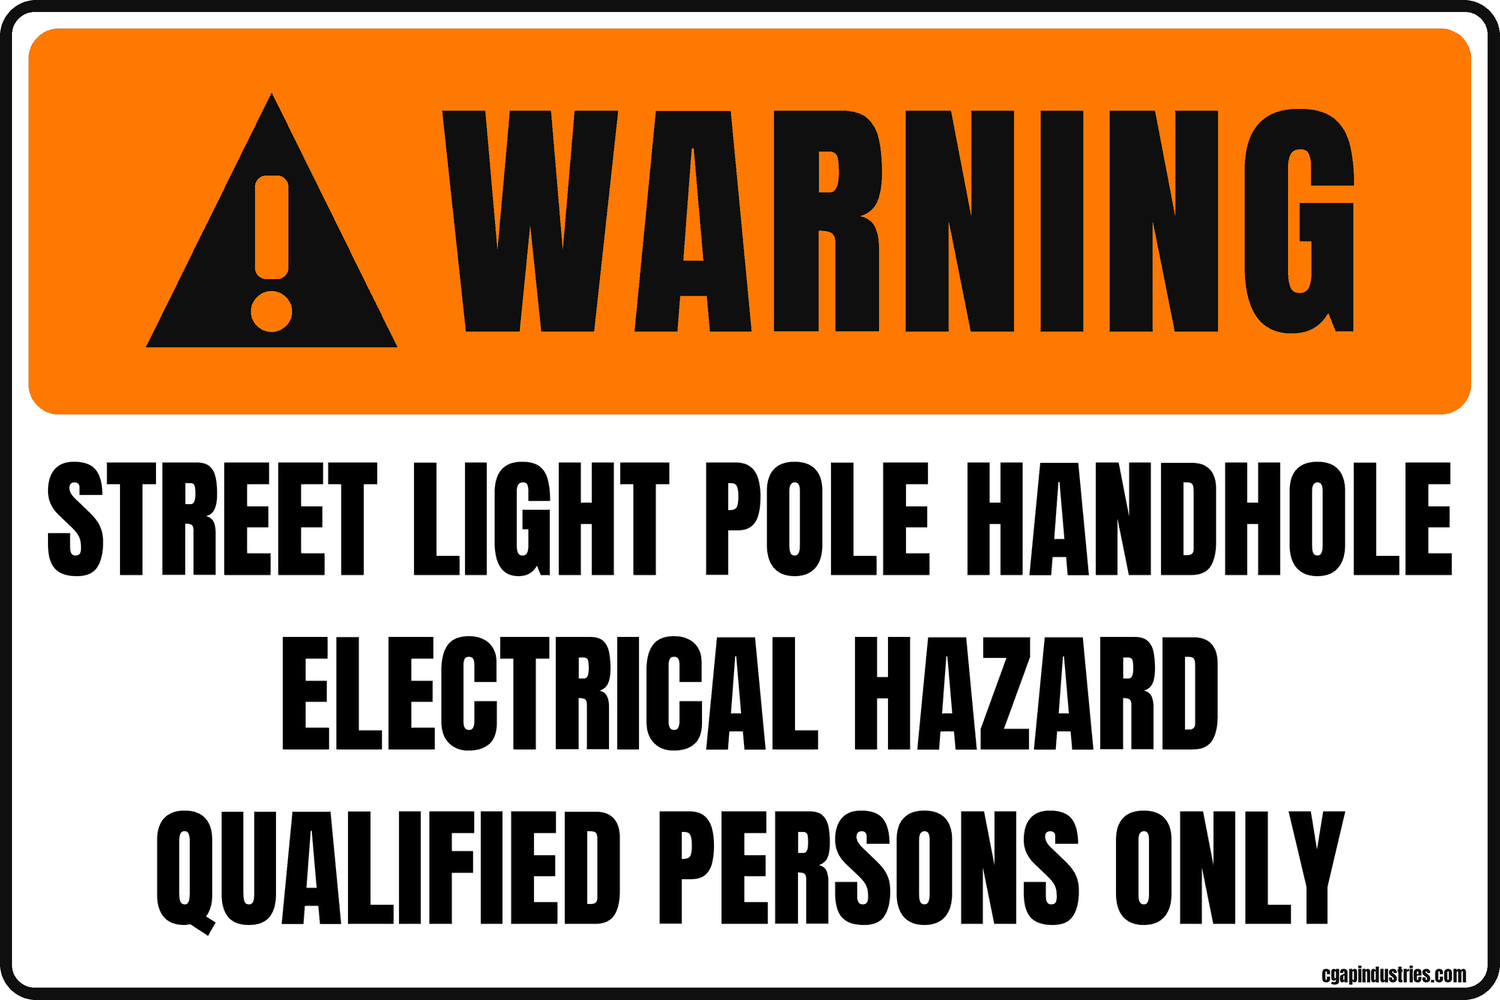 WARNING
STREET LIGHT POLE HANDHOLE
ELECTRICAL HAZARD
QUALIFIED PERSONS ONLY
cgapindustries.com